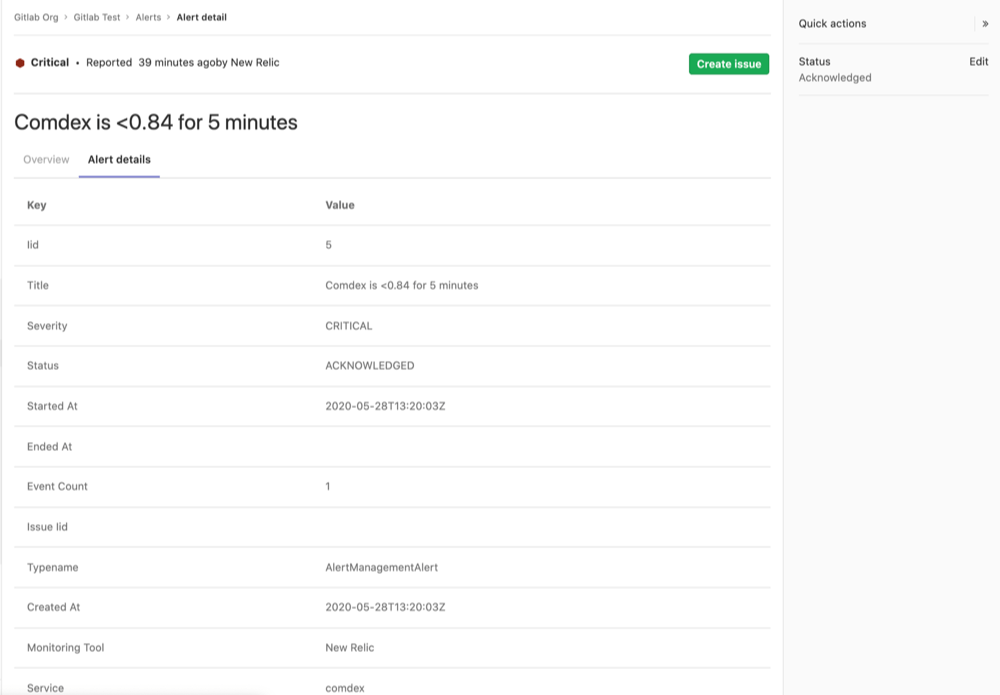 Gitlab Org › Gitlab Test › Alerts › Alert detail
Critical • Reported 39 minutes agoby New Relic
Create issue
Comdex is <0.84 for 5 minutes
Overview Alert details
Key Value
Iid 5
Title Comdex is <0.84 for 5 minutes
Severity CRITICAL
Status ACKNOWLEDGED
Started At 2020-05-28T13:20:03Z
Ended At
Event Count 1
Issue Iid
Typename AlertManagementAlert
Created At 2020-05-28T13:20:03Z
Monitoring Tool New Relic
Service comdex
Quick actions »
Status Edit
Acknowledged